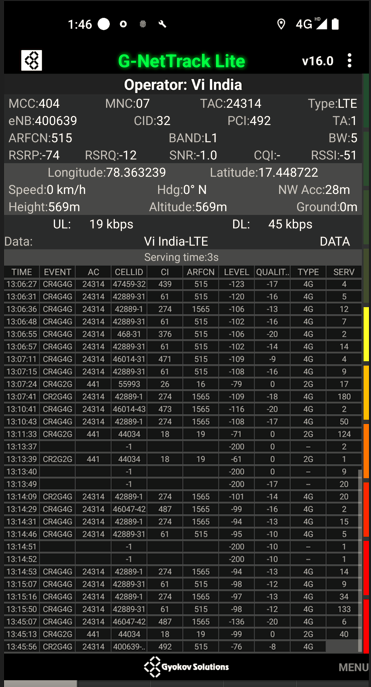 1:46 4G HD
G-NetTrack Lite v16.0
Operator: Vi India
MCC:404 MNC:07 TAC:24314 Type:LTE
eNB:400639 CID:32 PCI:492 TA:1
ARFCN:515 BAND:L1 BW:5
RSRP:-74 RSRQ:-12 SNR:-1.0 CQI:- RSSI:-51
Longitude:78.363239 Latitude:17.448722
Speed:0 km/h Hdg:0° N NW Acc:28m
Height:569m Altitude:569m Ground:0m
UL: 19 kbps DL: 45 kbps
Data: Vi India-LTE DATA
Serving time:3s
TIME EVENT AC CELLID CI ARFCN LEVEL QUALIT.. TYPE SERV
13:06:27 CR4G4G 24314 47459-32 439 515 -123 -17 4G 4
13:06:31 CR4G4G 24314 42889-31 61 515 -120 -16 4G 5
13:06:36 CR4G4G 24314 42889-1 274 1565 -106 -13 4G 12
13:06:48 CR4G4G 24314 42889-31 61 515 -102 -16 4G 7
13:06:55 CR4G4G 24314 468-31 376 515 -106 -20 4G 2
13:06:57 CR4G4G 24314 42889-31 61 515 -102 -14 4G 14
13:07:11 CR4G4G 24314 46014-31 471 515 -109 -9 4G 4
13:07:15 CR4G4G 24314 42889-31 61 515 -108 -16 4G 9
13:07:24 CR4G2G 441 55993 26 16 -79 0 2G 17
13:07:41 CR2G4G 24314 42889-1 274 1565 -109 -18 4G 180
13:10:41 CR4G4G 24314 46014-43 473 1565 -116 -20 4G 2
13:10:43 CR4G4G 24314 42889-1 274 1565 -108 -17 4G 50
13:11:33 CR4G2G 441 44034 18 19 -71 0 2G 124
13:13:37 -1 -200 0 – 2
13:13:39 CR2G2G 441 44034 18 19 -61 0 2G 1
13:13:40 -1 -200 0 – 9
13:13:49 -1 -200 -17 – 20
13:14:09 CR2G4G 24314 42889-1 274 1565 -101 -14 4G 20
13:14:29 CR4G4G 24314 46047-42 487 1565 -99 -16 4G 2
13:14:31 CR4G4G 24314 42889-1 274 1565 -94 -13 4G 15
13:14:46 CR4G4G 24314 42889-31 61 515 -95 -10 4G 5
13:14:51 -1 -200 -10 – 1
13:14:52 -1 -200 -10 – 1
13:14:53 CR4G4G 24314 42889-1 274 1565 -94 -13 4G 14
13:15:07 CR4G4G 24314 42889-31 61 515 -98 -12 4G 9
13:15:16 CR4G4G 24314 42889-1 274 1565 -97 -13 4G 34
13:15:50 CR4G4G 24314 42889-31 61 515 -98 -12 4G 133
13:45:07 CR4G4G 24314 46047-42 487 1565 -136 -20 4G 6
13:45:13 CR4G2G 441 44034 18 19 -99 0 2G 40
13:45:56 CR2G4G 24314 400639-.. 492 515 -76 -8 4G
Gyokov Solutions MENU